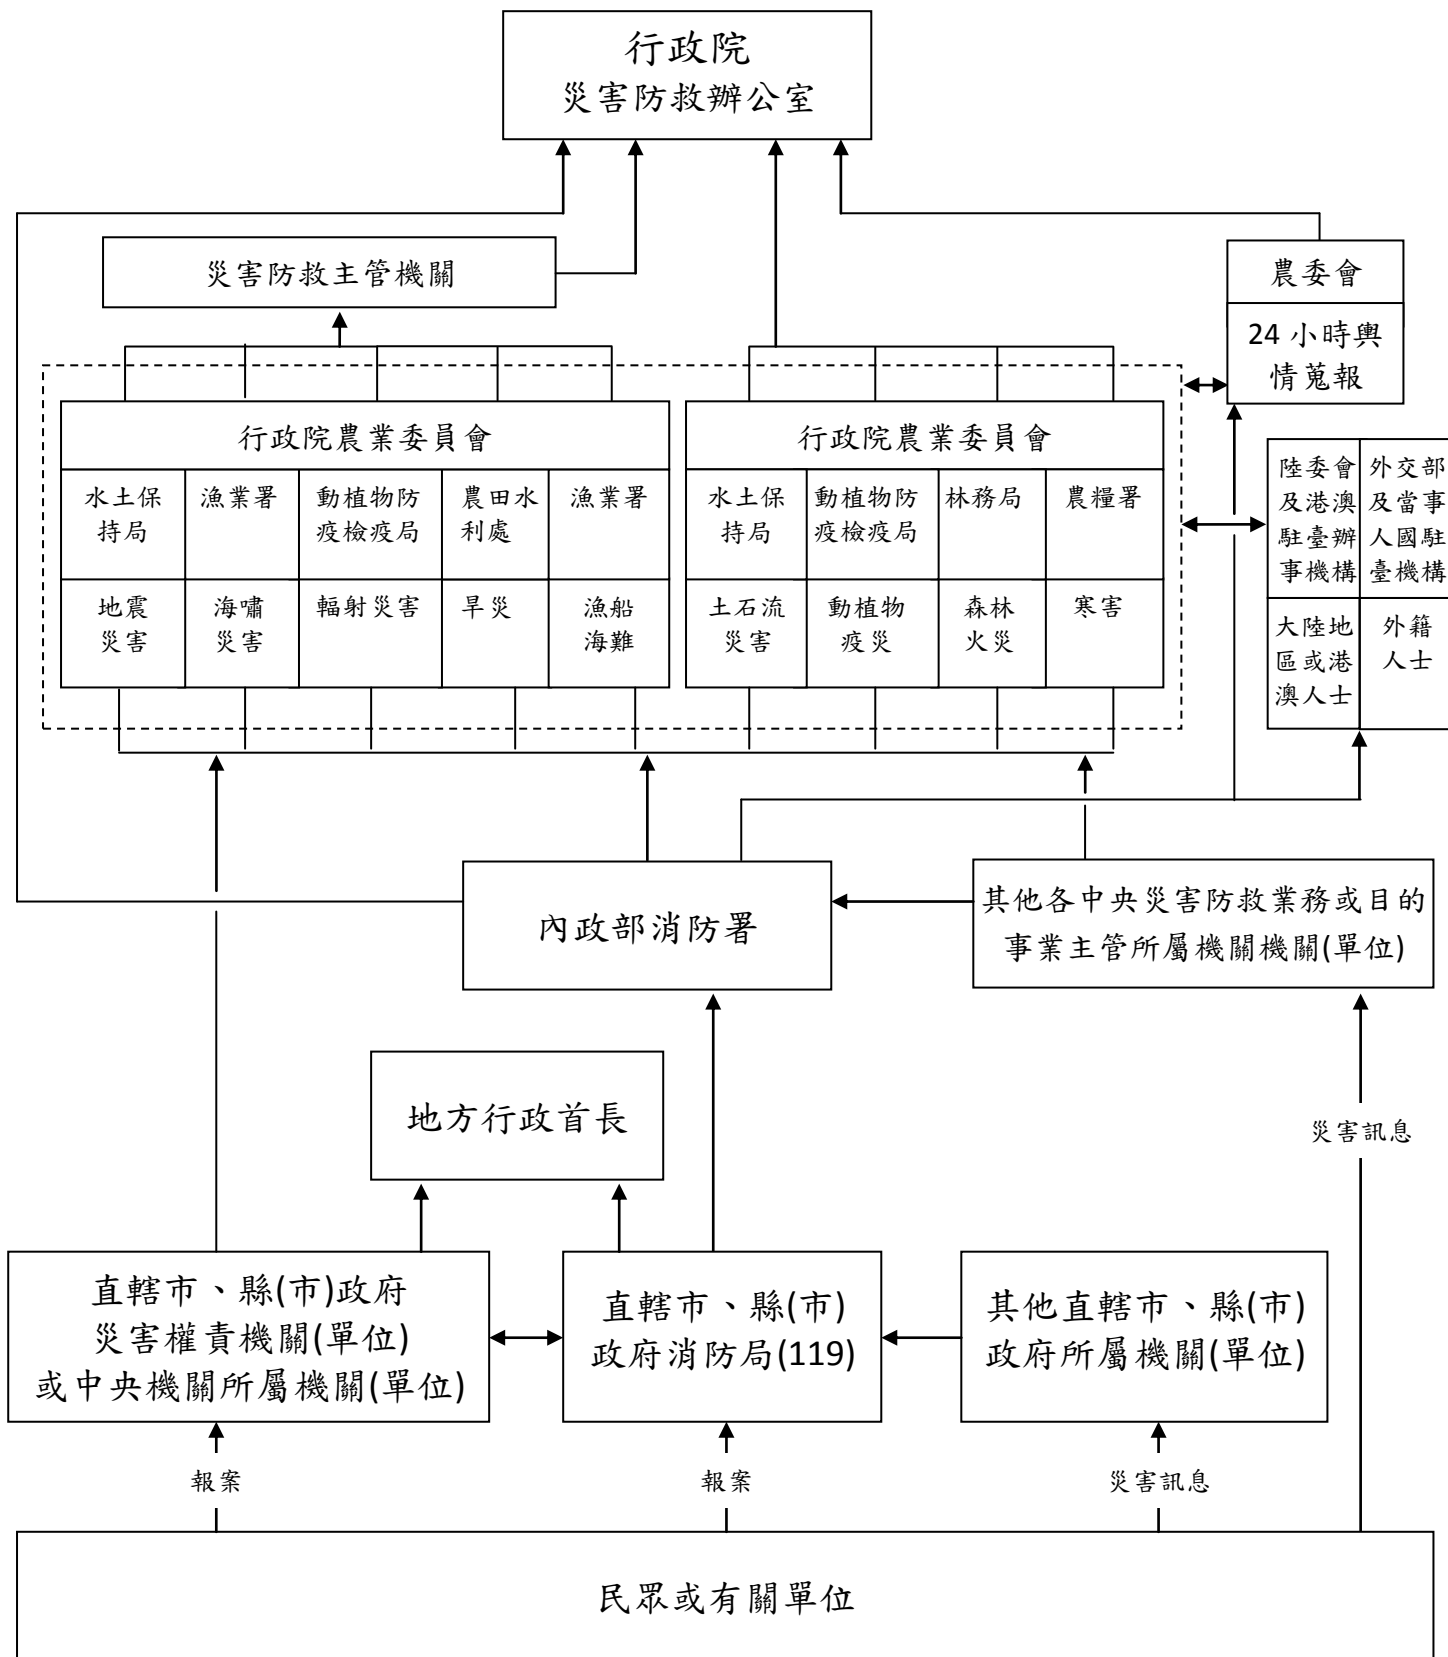 行政院
災害防救辦公室
災害防救主管機關
農委會
24 小時輿
情蒐報
行政院農業委員會
水土保
持局
漁業署
動植物防
疫檢疫局
農田水
利處
漁業署
地震
災害
海嘯
災害
輻射災害
旱災
漁船
海難
行政院農業委員會
水土保
持局
動植物防
疫檢疫局
林務局
農糧署
土石流
災害
動植物
疫災
森林
火災
寒害
陸委會
及港澳
駐臺辦
事機構
外交部
及當事
人國駐
臺機構
大陸地
區或港
澳人士
外籍
人士
內政部消防署
其他各中央災害防救業務或目的
事業主管所屬機關機關(單位)
地方行政首長
災害訊息
直轄市、縣(市)政府
災害權責機關(單位)
或中央機關所屬機關(單位)
直轄市、縣(市)
政府消防局(119)
其他直轄市、縣(市)
政府所屬機關(單位)
報案
報案
災害訊息
民眾或有關單位